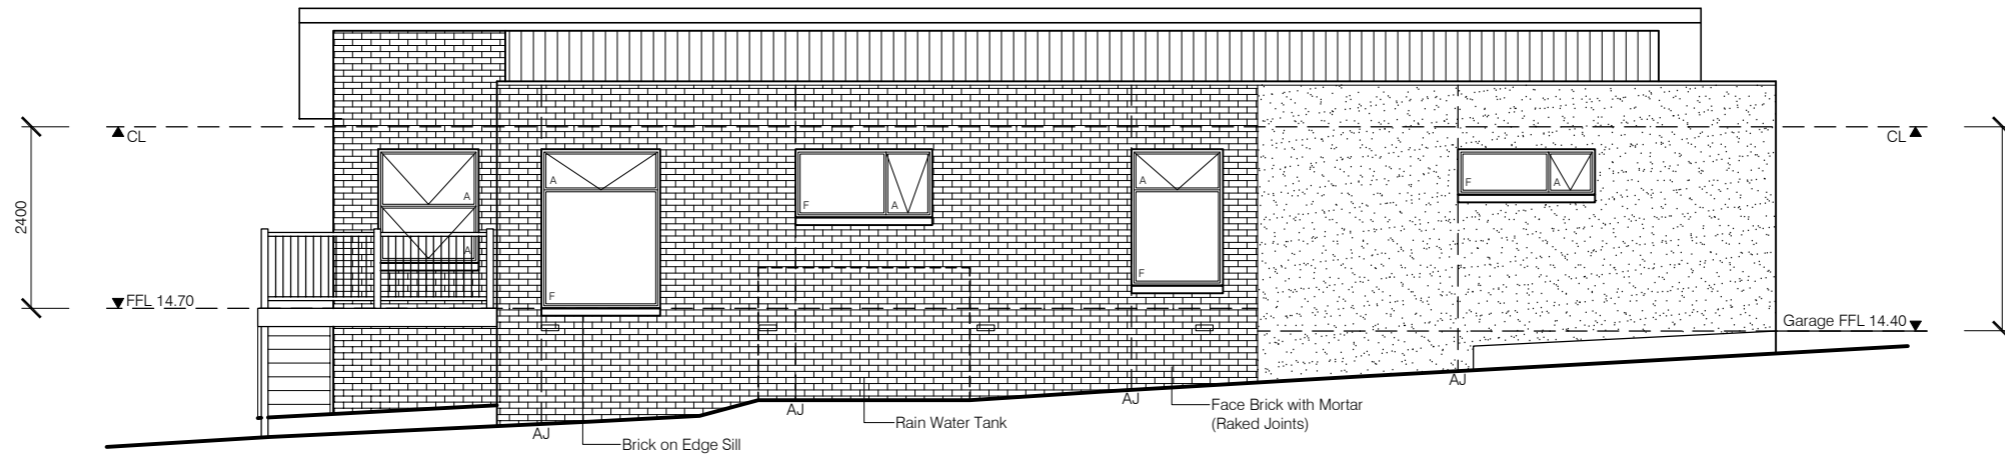 CL
CL
A
A
F
A
A
F
A
2400
A
F
F
FFL 14.70
Garage FFL 14.40
AJ
AJ
AJ
AJ
Face Brick with Mortar
(Raked Joints)
Rain Water Tank
Brick on Edge Sill